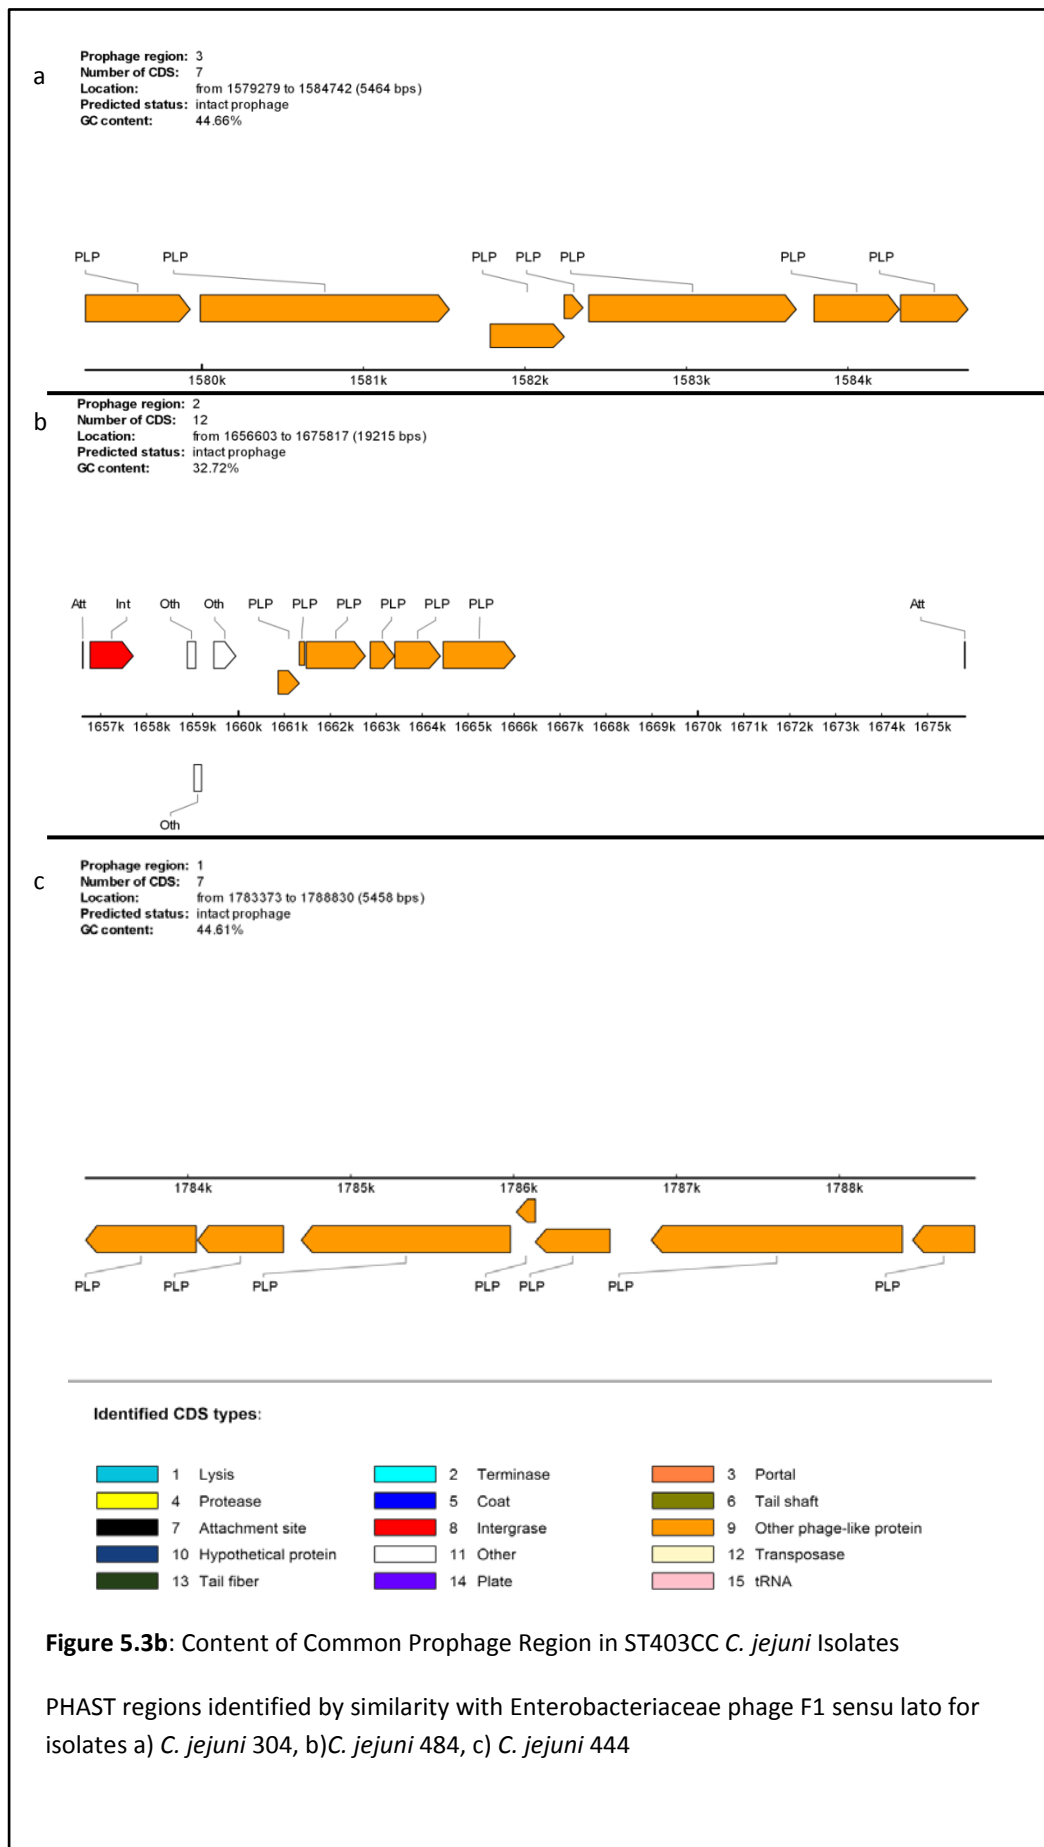 a
Prophage region: 3
Number of CDS: 7
Location: from 1579279 to 1584742 (5464 bps)
Predicted status: intact prophage
GC content: 44.66%
PLP PLP PLP PLP PLP PLP PLP
1580k 1581k 1582k 1583k 1584k
b
Prophage region: 2
Number of CDS: 12
Location: from 1656603 to 1675817 (19215 bps)
Predicted status: intact prophage
GC content: 32.72%
Att Int Oth Oth PLP PLP PLP PLP PLP PLP Att
1657k 1658k 1659k 1660k 1661k 1662k 1663k 1664k 1665k 1666k 1667k 1668k 1669k 1670k 1671k 1672k 1673k 1674k 1675k
Oth
c
Prophage region: 1
Number of CDS: 7
Location: from 1783373 to 1788830 (5458 bps)
Predicted status: intact prophage
GC content: 44.61%
1784k 1785k 1786k 1787k 1788k
PLP PLP PLP PLP PLP PLP PLP
Identified CDS types:
1 Lysis 2 Terminase 3 Portal
4 Protease 5 Coat 6 Tail shaft
7 Attachment site 8 Intergrase 9 Other phage-like protein
10 Hypothetical protein 11 Other 12 Transposase
13 Tail fiber 14 Plate 15 tRNA
Figure 5.3b: Content of Common Prophage Region in ST403CC C. jejuni Isolates
PHAST regions identified by similarity with Enterobacteriaceae phage F1 sensu lato for
isolates a) C. jejuni 304, b)C. jejuni 484, c) C. jejuni 444